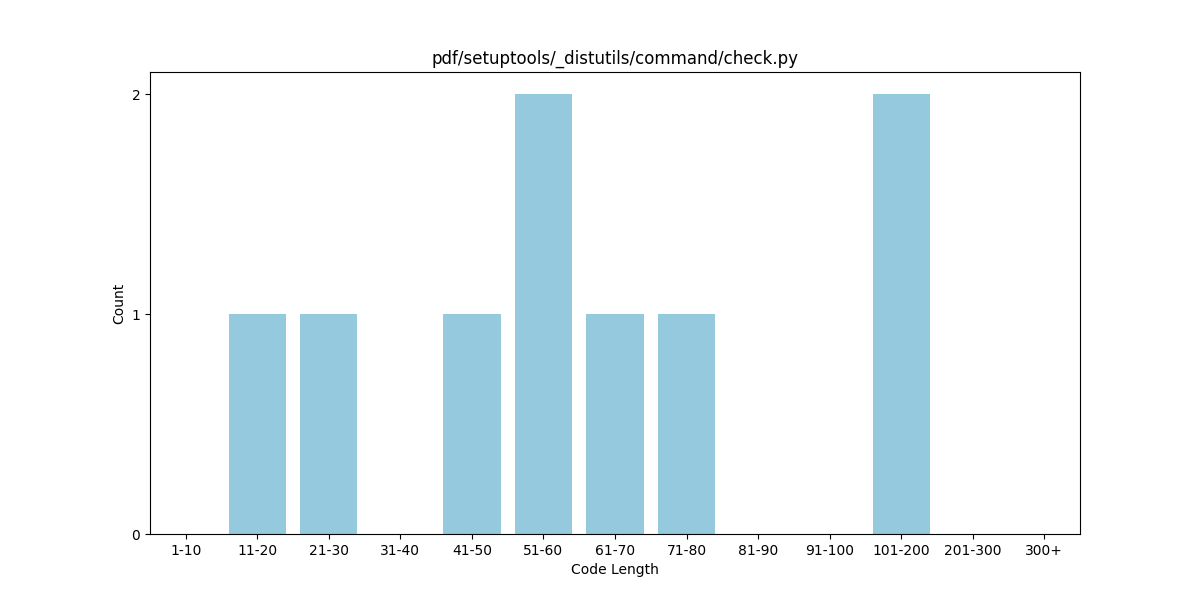 pdf/setuptools/_distutils/command/check.py
Count
2
1
0
1-10 11-20 21-30 31-40 41-50 51-60 61-70 71-80 81-90 91-100 101-200 201-300 300+
Code Length